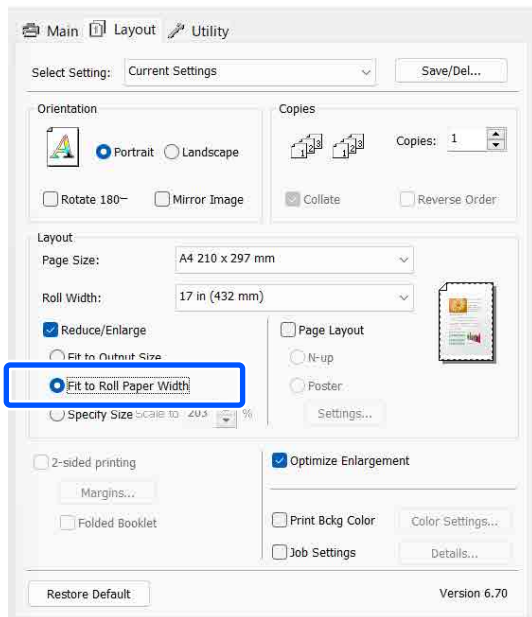 Main Layout Utility
Select Setting: Current Settings Save/Del...
Orientation
Portrait Landscape
Rotate 180° Mirror Image
Copies
Copies: 1
Collate Reverse Order
Layout
Page Size: A4 210 x 297 mm
Roll Width: 17 in (432 mm)
Reduce/Enlarge
Fit to Output Size
Fit to Roll Paper Width
Specify Size Scale to 203 %
Page Layout
N-up
Poster
Settings...
2-sided printing
Margins...
Folded Booklet
Optimize Enlargement
Print Bckg Color Color Settings...
Job Settings Details...
Restore Default Version 6.70